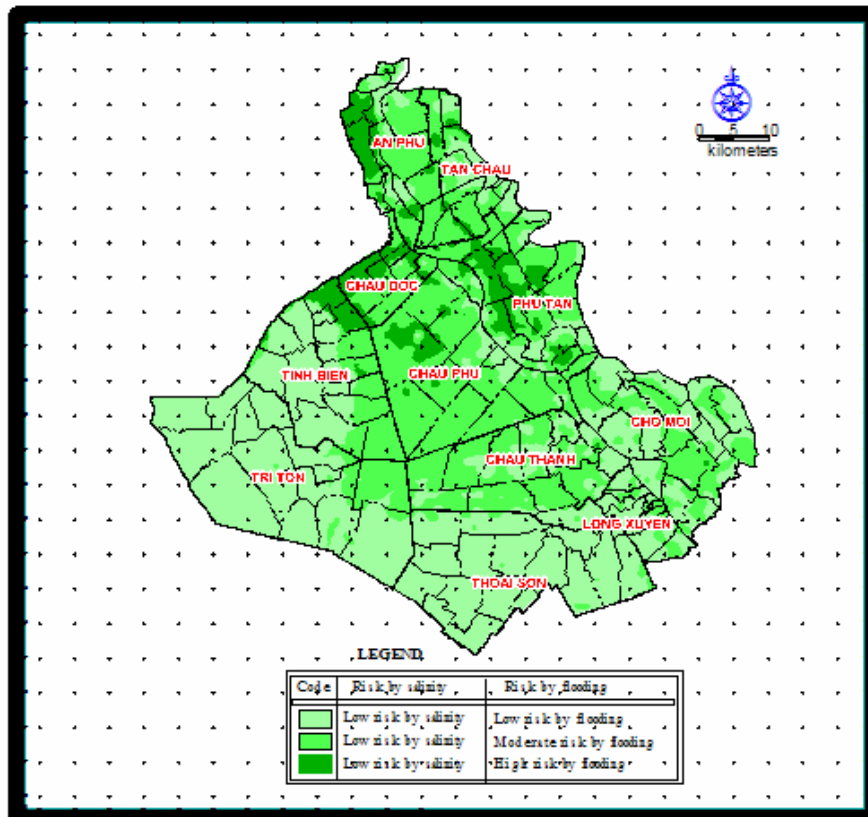 0 5 10
kilometers
AN PHU
TAN CHAU
CHAU DOC
PHU TAN
TINH BIEN
CHAU PHU
CHO MOI
CHAU THANH
TRI TON
LONG XUYEN
THOAI SON
LEGEND
Code Risk by salinity Risk by flooding
Low risk by salinity Low risk by flooding
Low risk by salinity Moderate risk by flooding
Low risk by salinity High risk by flooding